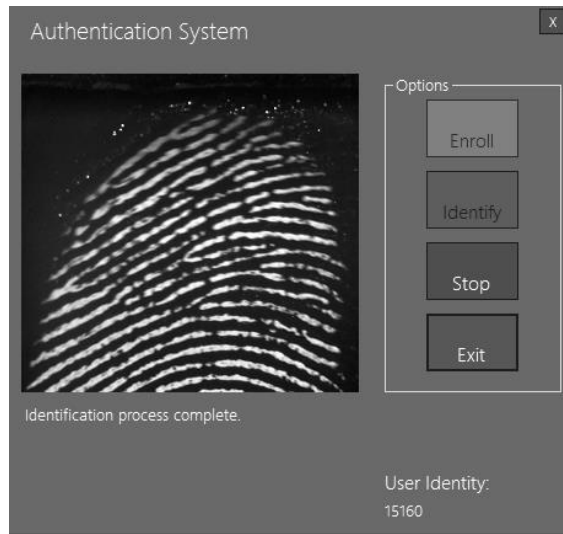 Authentication System
X
Options
Enroll
Identify
Stop
Exit
Identification process complete.
User Identity:
15160